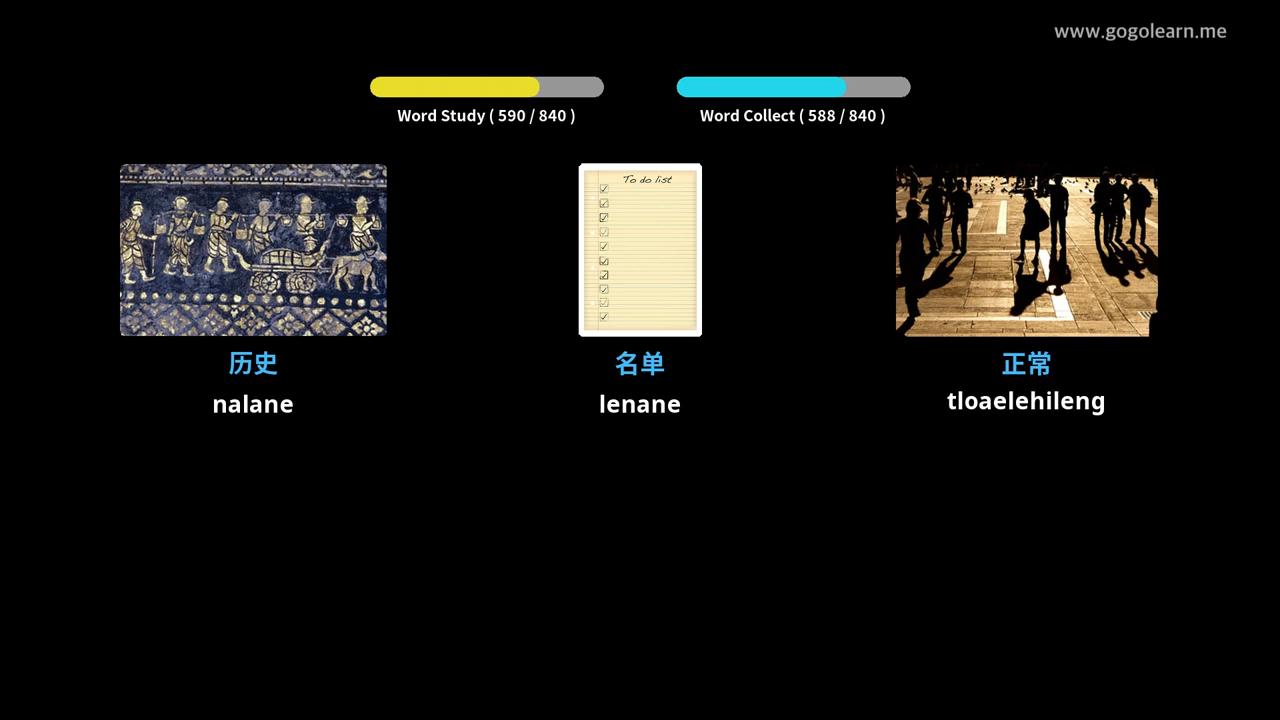 www.gogolearn.me
Word Study ( 590 / 840 )
Word Collect ( 588 / 840 )
To do list
历史
名单
正常
nalane
lenane
tloaelehileng